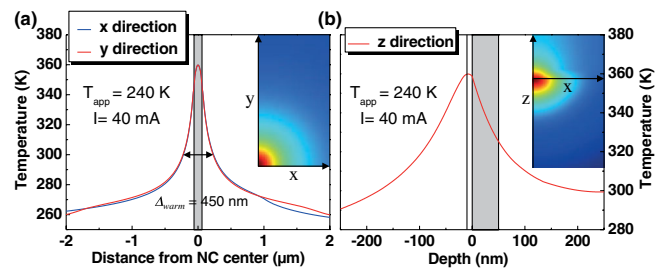 (a)
x direction
y direction
380
360
340
320
300
280
260
Temperature (K)
T_app = 240 K
I= 40 mA
Δ_warm = 450 nm
y
x
-2
-1
0
1
2
Distance from NC center (µm)
(b)
z direction
T_app = 240 K
I= 40 mA
x
z
380
360
340
320
300
280
Temperature (K)
-200
-100
0
100
200
Depth (nm)